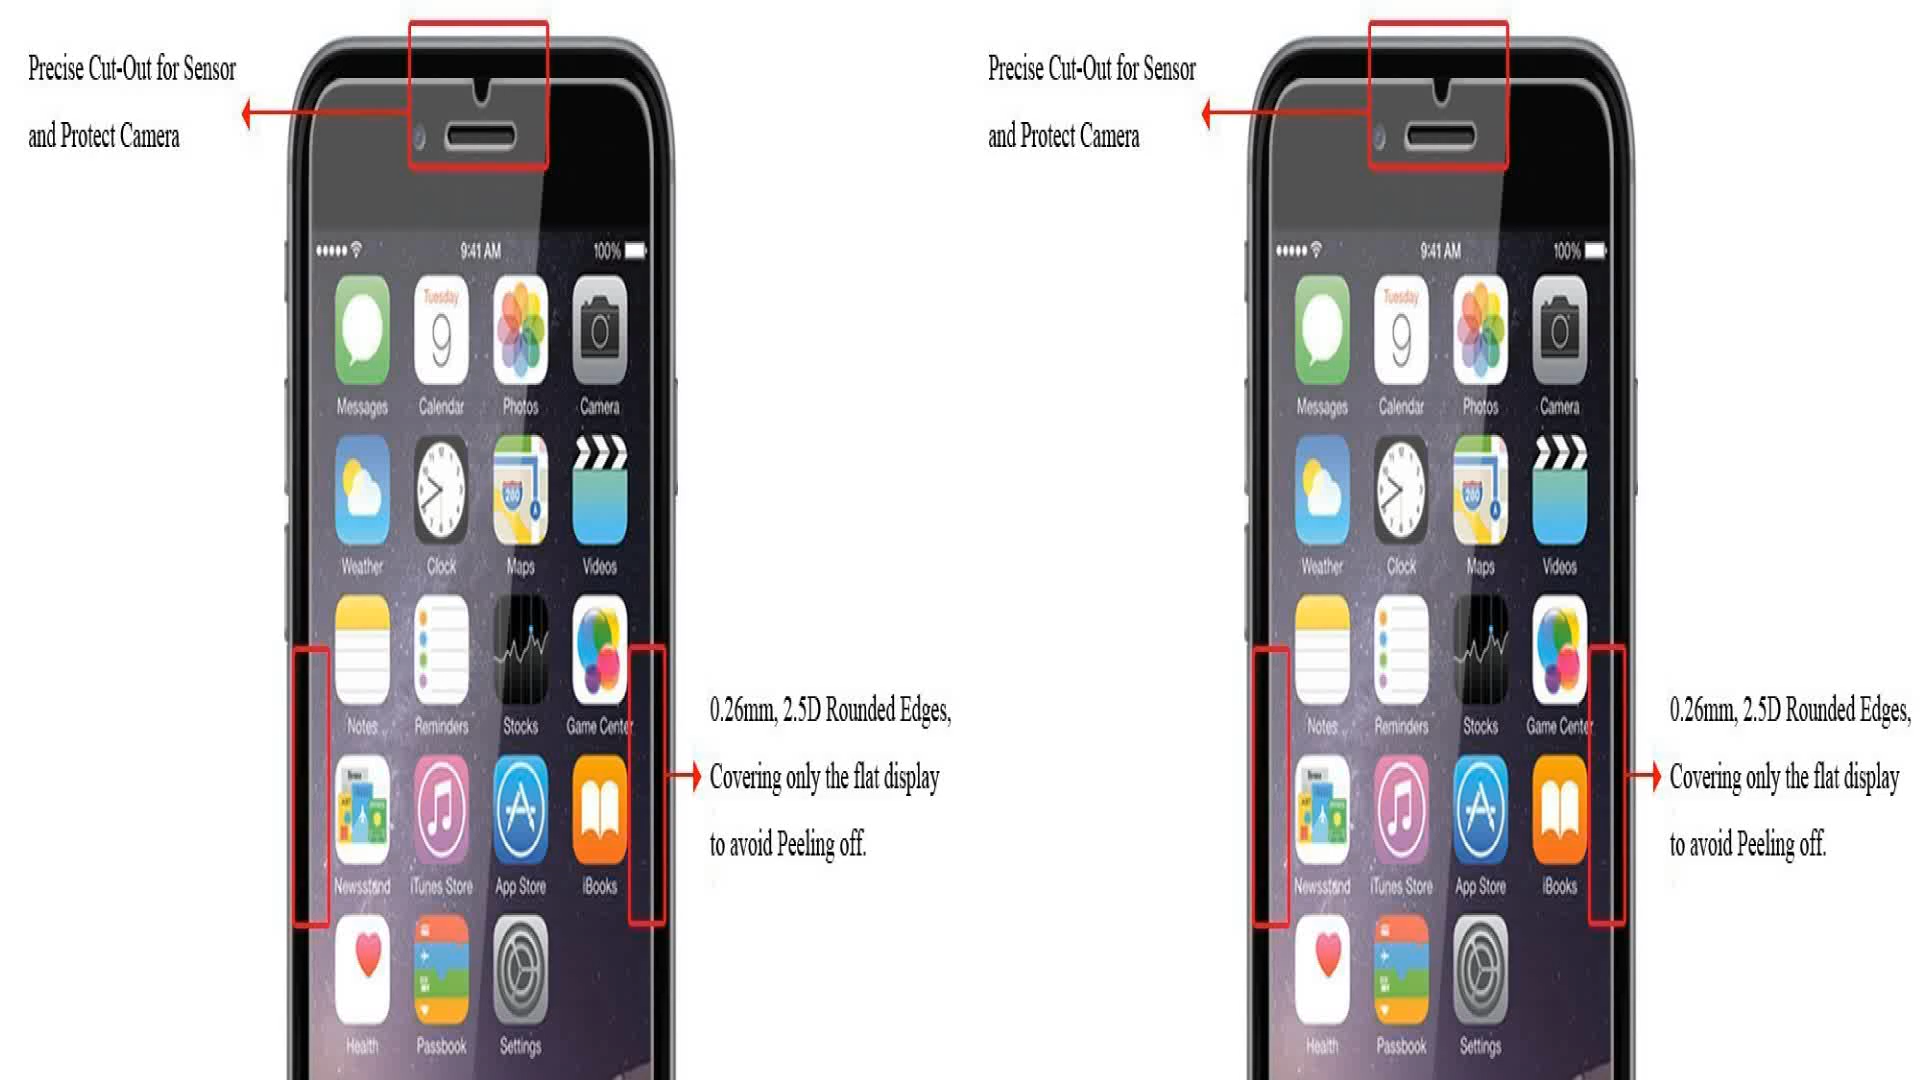 Precise Cut-Out for Sensor
and Protect Camera
9:41 AM 100%
Tuesday
9
Messages Calendar Photos Camera
280
Weather Clock Maps Videos
Notes Reminders Stocks Game Center
0.26mm, 2.5D Rounded Edges,
Covering only the flat display
to avoid Peeling off.
Newsstand iTunes Store App Store iBooks
Health Passbook Settings
Precise Cut-Out for Sensor
and Protect Camera
9:41 AM 100%
Tuesday
9
Messages Calendar Photos Camera
280
Weather Clock Maps Videos
Notes Reminders Stocks Game Center
0.26mm, 2.5D Rounded Edges,
Covering only the flat display
to avoid Peeling off.
Newsstand iTunes Store App Store iBooks
Health Passbook Settings